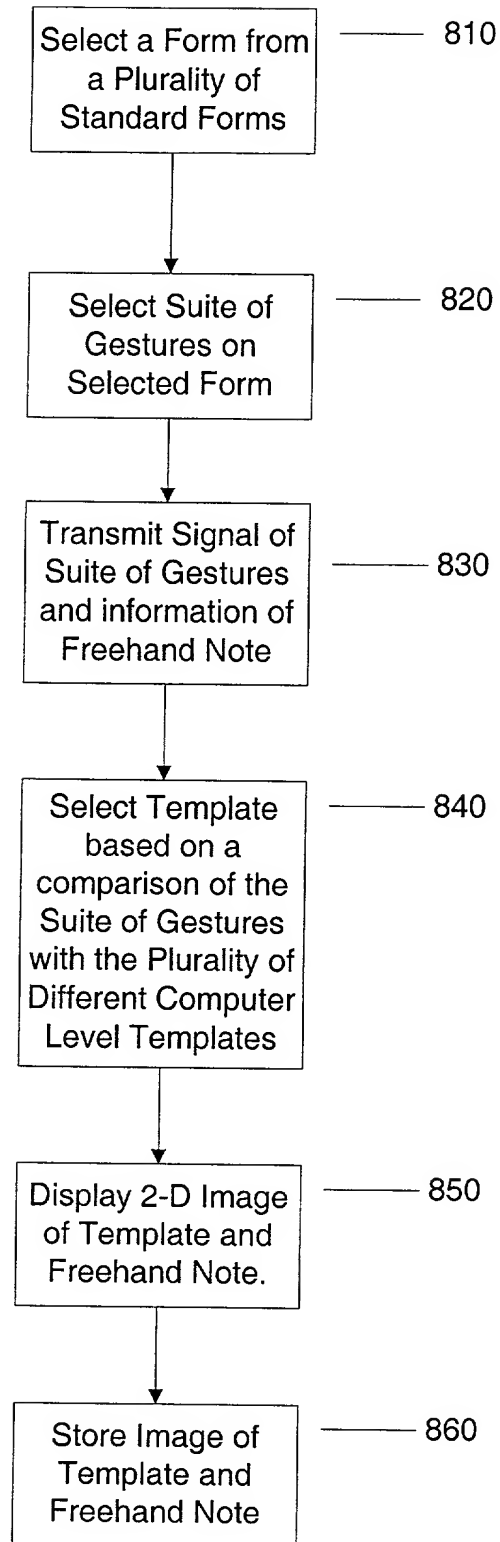 Select a Form from
a Plurality of
Standard Forms
810
Select Suite of
Gestures on
Selected Form
820
Transmit Signal of
Suite of Gestures
and information of
Freehand Note
830
Select Template
based on a
comparison of the
Suite of Gestures
with the Plurality of
Different Computer
Level Templates
840
Display 2-D Image
of Template and
Freehand Note.
850
Store Image of
Template and
Freehand Note
860